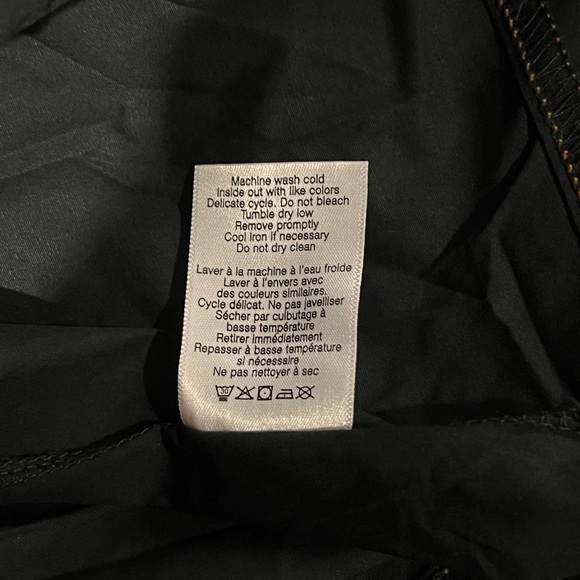 Machine wash cold
Inside out with like colors
Delicate cycle. Do not bleach
Tumble dry low
Remove promptly
Cool iron if necessary
Do not dry clean
Laver à la machine à l'eau froide
Laver à l'envers avec
des couleurs similaires.
Cycle délicat. Ne pas javelliser
Sécher par culbutage à
basse température
Retirer immédiatement
Repasser à basse température
si nécessaire
Ne pas nettoyer à sec
30